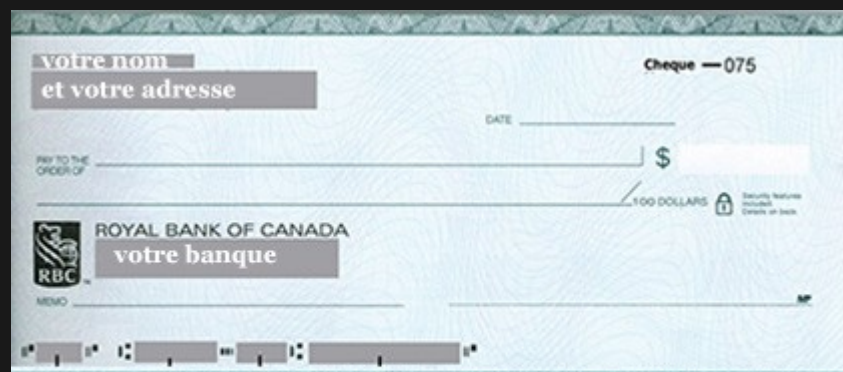 votre nom
et votre adresse
Cheque — 075
DATE
PAY TO THE
ORDER OF
$
100 DOLLARS
Security features
included.
Details on back.
ROYAL BANK OF CANADA
votre banque
RBC
MEMO
MP